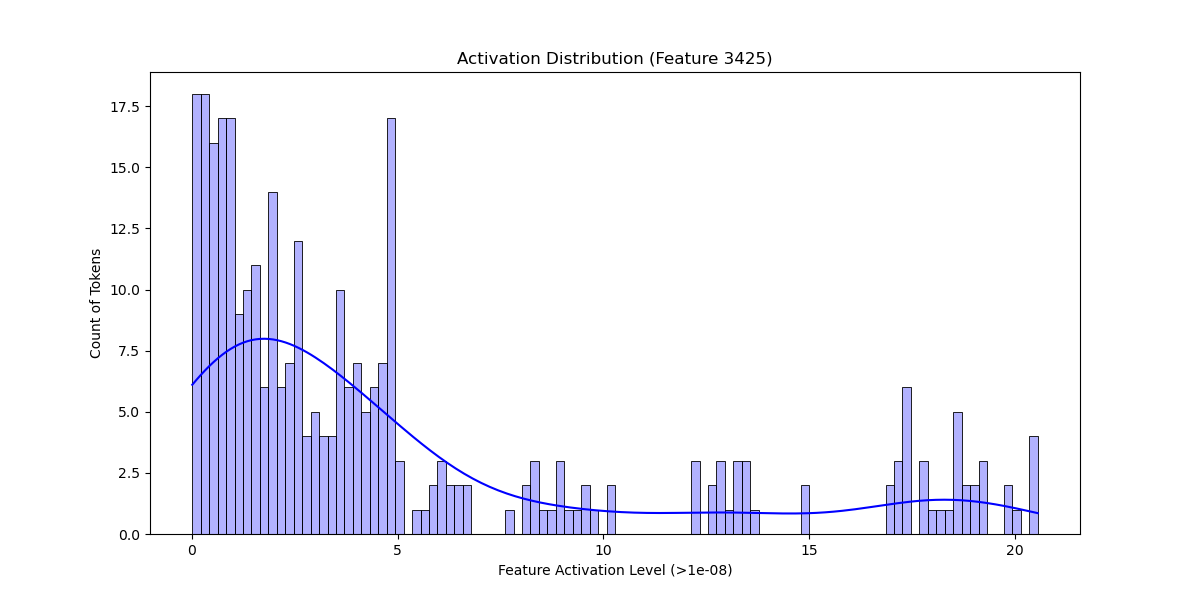 Activation Distribution (Feature 3425)
Count of Tokens
17.5
15.0
12.5
10.0
7.5
5.0
2.5
0.0
0 5 10 15 20
Feature Activation Level (>1e-08)